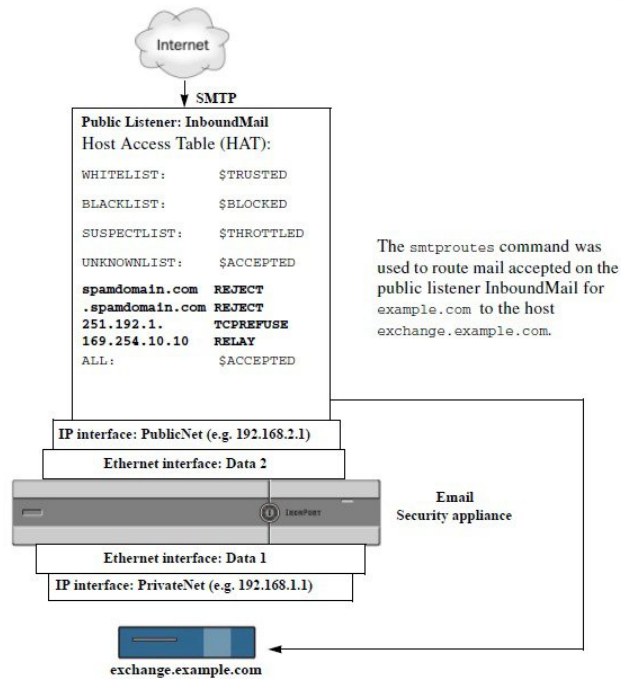 Internet
SMTP
Public Listener: InboundMail
Host Access Table (HAT):
WHITELIST: $TRUSTED
BLACKLIST: $BLOCKED
SUSPECTLIST: $THROTTLED
UNKNOWNLIST: $ACCEPTED
spamdomain.com REJECT
.spamdomain.com REJECT
251.192.1. TCPREFUSE
169.254.10.10 RELAY
ALL: $ACCEPTED
The smtproutes command was
used to route mail accepted on the
public listener InboundMail for
example.com to the host
exchange.example.com.
IP interface: PublicNet (e.g. 192.168.2.1)
Ethernet interface: Data 2
IRONPORT
Email
Security appliance
Ethernet interface: Data 1
IP interface: PrivateNet (e.g. 192.168.1.1)
exchange.example.com